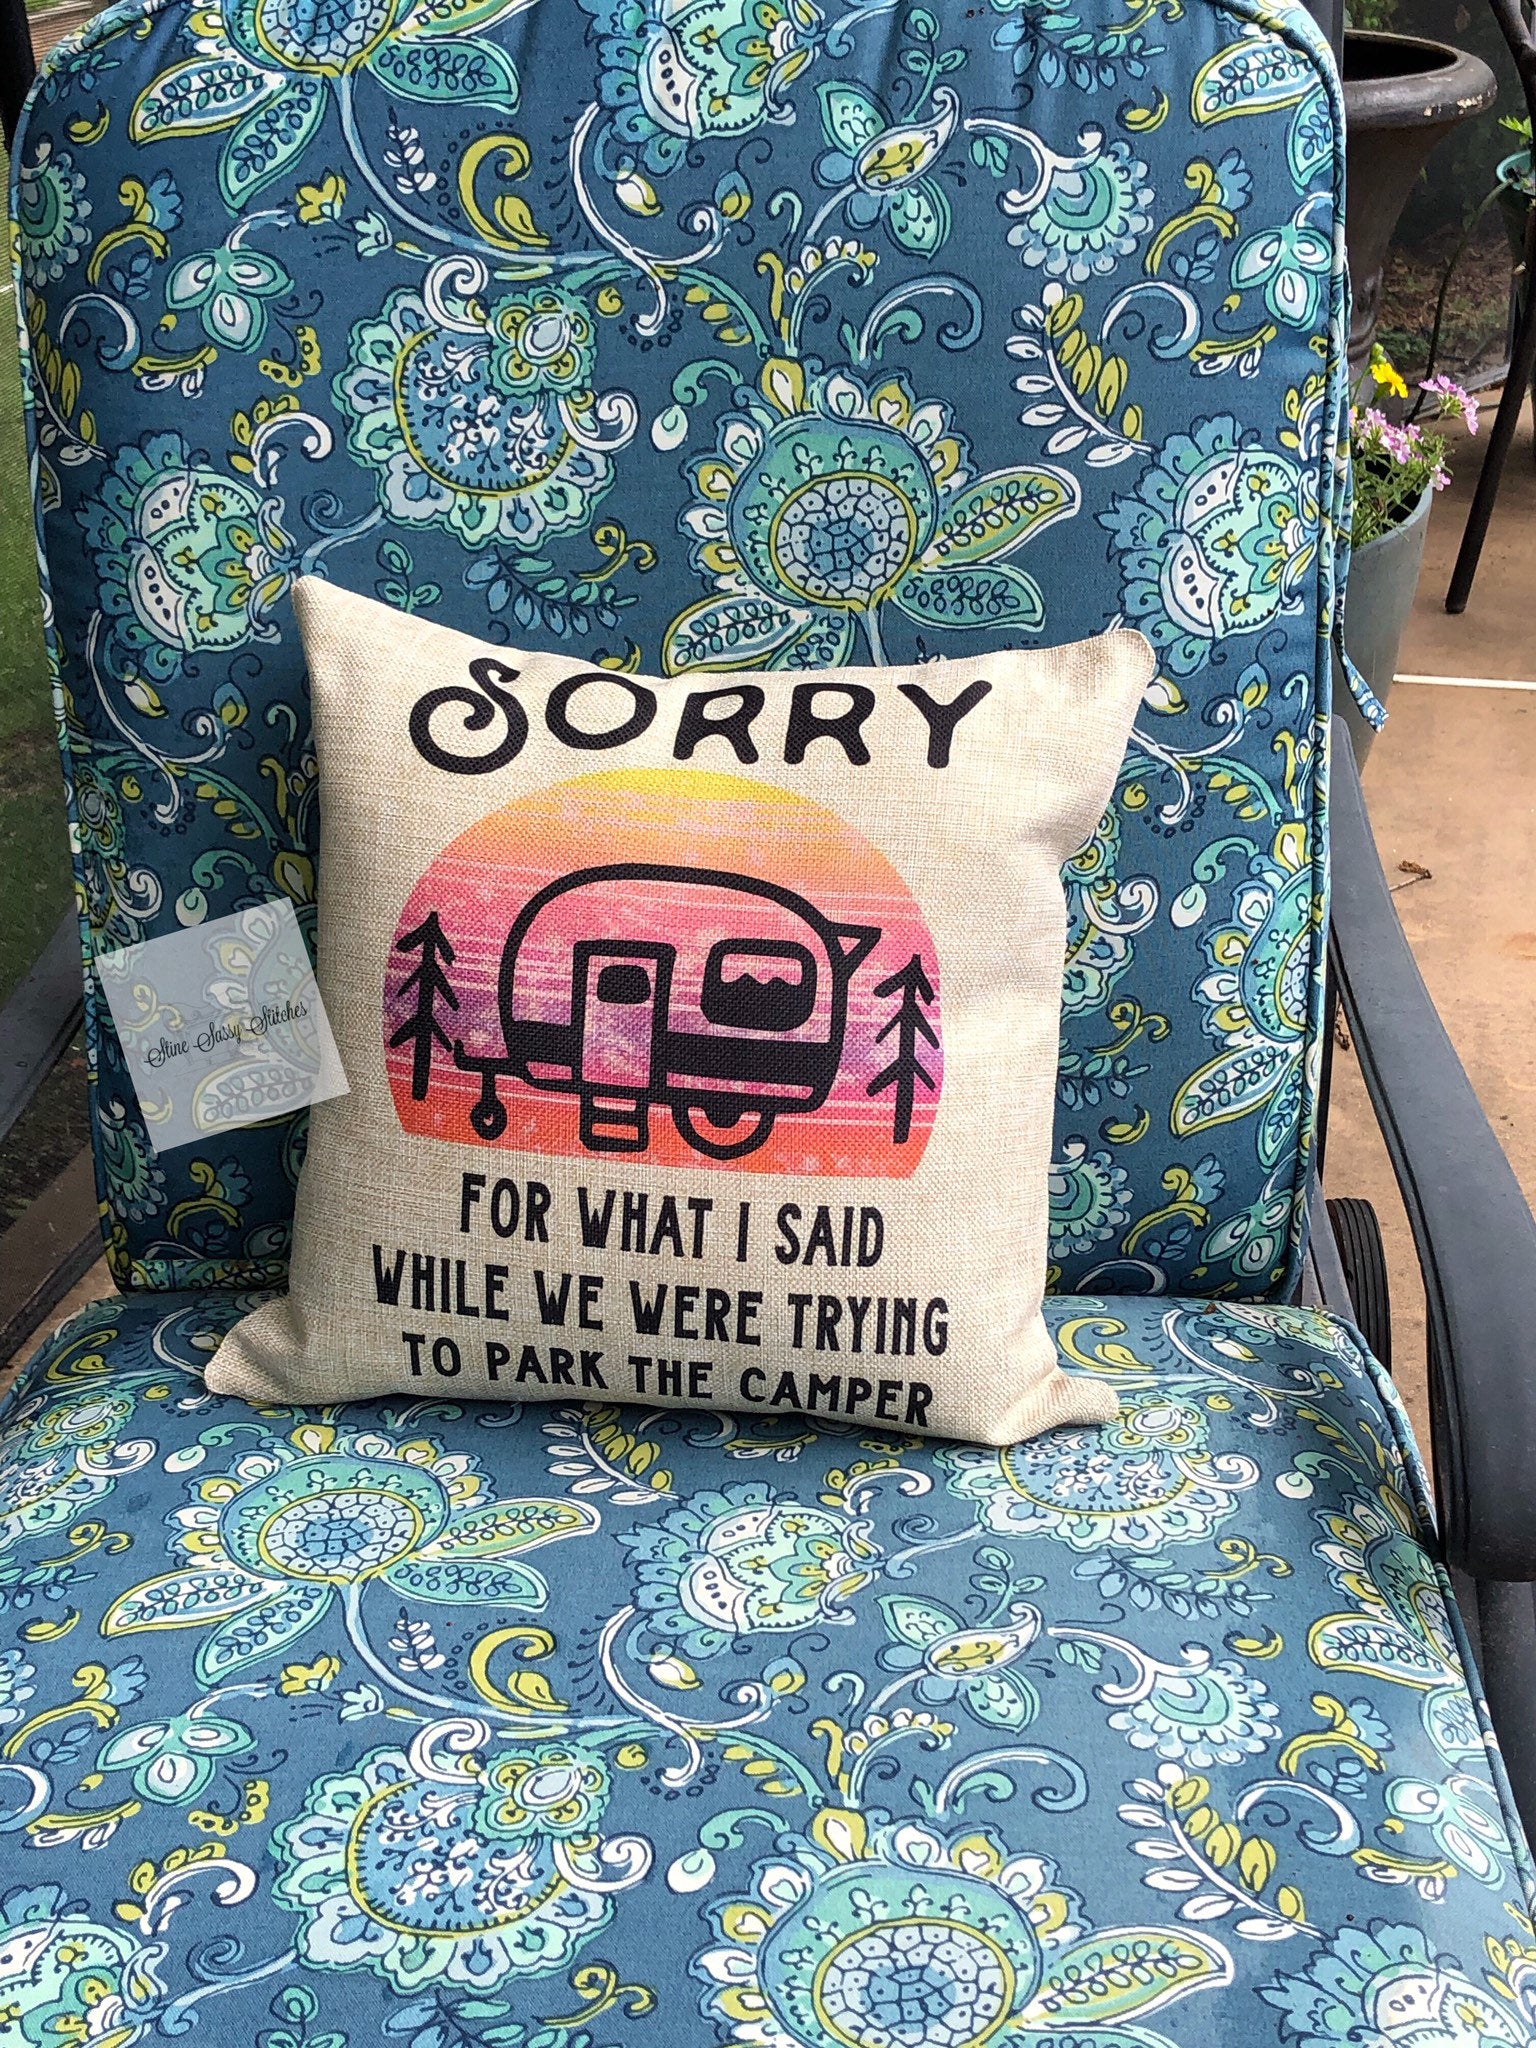 SORRY
FOR WHAT I SAID
WHILE WE WERE TRYING
TO PARK THE CAMPER
Stine Sassy Stitches